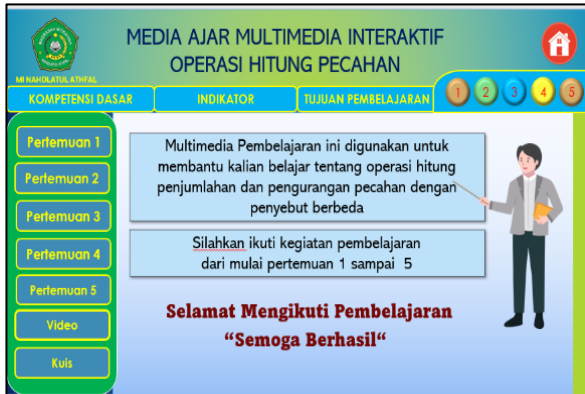 MEDIA AJAR MULTIMEDIA INTERAKTIF
OPERASI HITUNG PECAHAN
MI NAHDLATUL ATHFAL
KOMPETENSI DASAR
INDIKATOR
TUJUAN PEMBELAJARAN
1 2 3 4 5
Pertemuan 1
Pertemuan 2
Pertemuan 3
Pertemuan 4
Pertemuan 5
Video
Kuis
Multimedia Pembelajaran ini digunakan untuk
membantu kalian belajar tentang operasi hitung
penjumlahan dan pengurangan pecahan dengan
penyebut berbeda
Silahkan ikuti kegiatan pembelajaran
dari mulai pertemuan 1 sampai 5
Selamat Mengikuti Pembelajaran
“Semoga Berhasil“